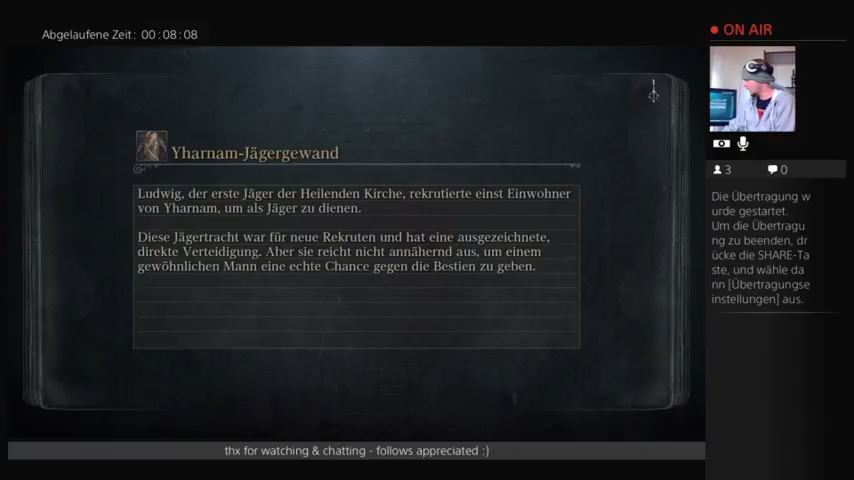 Abgelaufene Zeit: 00:08:08
ON AIR
Yharnam-Jägergewand
Ludwig, der erste Jäger der Heilenden Kirche, rekrutierte einst Einwohner
von Yharnam, um als Jäger zu dienen.
Diese Jägertracht war für neue Rekruten und hat eine ausgezeichnete,
direkte Verteidigung. Aber sie reicht nicht annähernd aus, um einem
gewöhnlichen Mann eine echte Chance gegen die Bestien zu geben.
3
0
Die Übertragung w
urde gestartet.
Um die Übertragu
ng zu beenden, dr
ücke die SHARE-Ta
ste, und wähle da
nn [Übertragungse
instellungen] aus.
thx for watching & chatting - follows appreciated :)